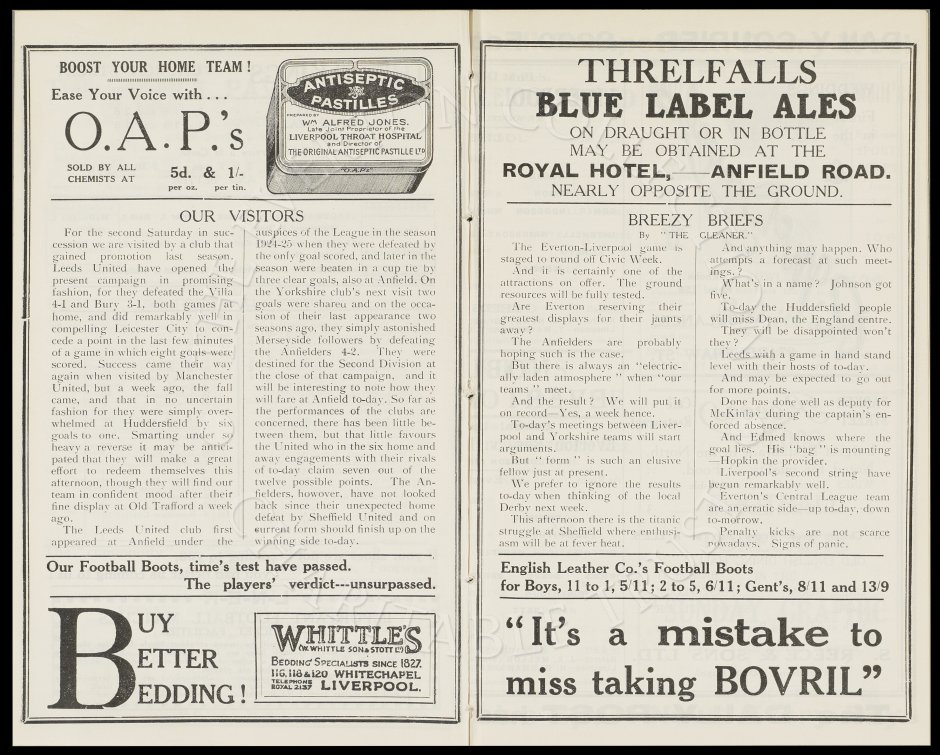 BOOST YOUR HOME TEAM!
Ease Your Voice with . . .
O.A.P.'s
SOLD BY ALL
CHEMISTS AT
5d. & 1/-
per oz. per tin.
ANTISEPTIC
PASTILLES
PREPARED BY
WM ALFRED JONES.
Late Joint Proprietor of the
LIVERPOOL THROAT HOSPITAL
and Director of
THE ORIGINAL ANTISEPTIC PASTILLE LTD
"O.A.P.s"
OUR VISITORS
For the second Saturday in suc-
cession we are visited by a club that
gained promotion last season.
Leeds United have opened the
present campaign in promising
fashion, for they defeated the Villa
4-1 and Bury 3-1, both games at
home, and did remarkably well in
compelling Leicester City to con-
cede a point in the last few minutes
of a game in which eight goals were
scored. Success came their way
again when visited by Manchester
United, but a week ago, the fall
came, and that in no uncertain
fashion for they were simply over-
whelmed at Huddersfield by six
goals to one. Smarting under so
heavy a reverse it may be antici-
pated that they will make a great
effort to redeem themselves this
afternoon, though they will find our
team in confident mood after their
fine display at Old Trafford a week
ago.
The Leeds United club first
appeared at Anfield under the
auspices of the League in the season
1924-25 when they were defeated by
the only goal scored, and later in the
season were beaten in a cup tie by
three clear goals, also at Anfield. On
the Yorkshire club's next visit two
goals were shared and on the occa-
sion of their last appearance two
seasons ago, they simply astonished
Merseyside followers by defeating
the Anfielders 4-2. They were
destined for the Second Division at
the close of that campaign, and it
will be interesting to note how they
will fare at Anfield to-day. So far as
the performances of the clubs are
concerned, there has been little be-
tween them, but that little favours
the United who in the six home and
away engagements with their rivals
of to-day claim seven out of the
twelve possible points. The An-
fielders, however, have not looked
back since their unexpected home
defeat by Sheffield United and on
current form should finish up on the
winning side to-day.
Our Football Boots, time's test have passed.
The players' verdict---unsurpassed.
BUY
BETTER
BEDDING!
WHITTLE'S
(W. WHITTLE SON & STOTT LTD)
BEDDING SPECIALISTS SINCE 1827.
116, 118 & 120 WHITECHAPEL
TELEPHONE
ROYAL 2137 LIVERPOOL.
THRELFALLS
BLUE LABEL ALES
ON DRAUGHT OR IN BOTTLE
MAY BE OBTAINED AT THE
ROYAL HOTEL, ANFIELD ROAD.
NEARLY OPPOSITE THE GROUND.
BREEZY BRIEFS
By "THE GLEANER."
The Everton-Liverpool game is
staged to round off Civic Week.
And it is certainly one of the
attractions on offer. The ground
resources will be fully tested.
Are Everton reserving their
greatest displays for their jaunts
away?
The Anfielders are probably
hoping such is the case.
But there is always an "electric-
ally laden atmosphere" when "our
teams" meet.
And the result? We will put it
on record—Yes, a week hence.
To-day's meetings between Liver-
pool and Yorkshire teams will start
arguments.
But "form" is such an elusive
fellow just at present.
We prefer to ignore the results
to-day when thinking of the local
Derby next week.
This afternoon there is the titanic
struggle at Sheffield where enthusi-
asm will be at fever heat.
And anything may happen. Who
attempts a forecast at such meet-
ings.?
What's in a name? Johnson got
five.
To-day the Huddersfield people
will miss Dean, the England centre.
They will be disappointed won't
they?
Leeds with a game in hand stand
level with their hosts of to-day.
And may be expected to go out
for more points.
Done has done well as deputy for
McKinlay during the captain's en-
forced absence.
And Edmed knows where the
goal lies. His "bag" is mounting
—Hopkin the provider.
Liverpool's second string have
begun remarkably well.
Everton's Central League team
are an erratic side—up to-day, down
to-morrow.
Penalty kicks are not scarce
nowadays. Signs of panic.
English Leather Co.'s Football Boots
for Boys, 11 to 1, 5/11; 2 to 5, 6/11; Gent's, 8/11 and 13/9
"It's a mistake to
miss taking BOVRIL"